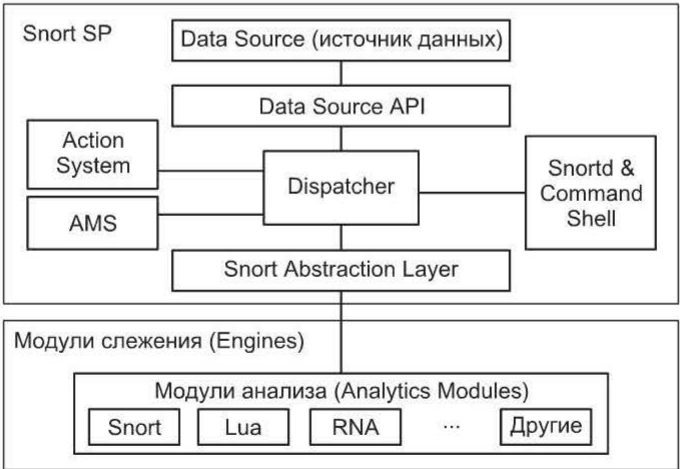 Snort SP
Data Source (источник данных)
Data Source API
Action
System
AMS
Dispatcher
Snortd &
Command
Shell
Snort Abstraction Layer
Модули слежения (Engines)
Модули анализа (Analytics Modules)
Snort
Lua
RNA
...
Другие